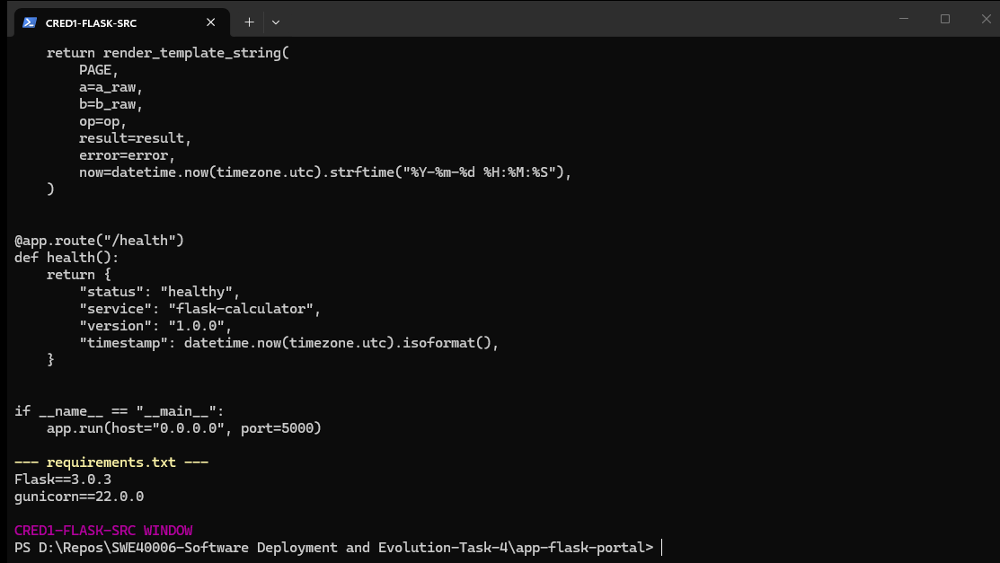 CRED1-FLASK-SRC
    return render_template_string(
        PAGE,
        a=a_raw,
        b=b_raw,
        op=op,
        result=result,
        error=error,
        now=datetime.now(timezone.utc).strftime("%Y-%m-%d %H:%M:%S"),
    )
@app.route("/health")
def health():
    return {
        "status": "healthy",
        "service": "flask-calculator",
        "version": "1.0.0",
        "timestamp": datetime.now(timezone.utc).isoformat(),
    }
if __name__ == "__main__":
    app.run(host="0.0.0.0", port=5000)
--- requirements.txt ---
Flask==3.0.3
gunicorn==22.0.0
CRED1-FLASK-SRC WINDOW
PS D:\Repos\SWE40006-Software Deployment and Evolution-Task-4\app-flask-portal>